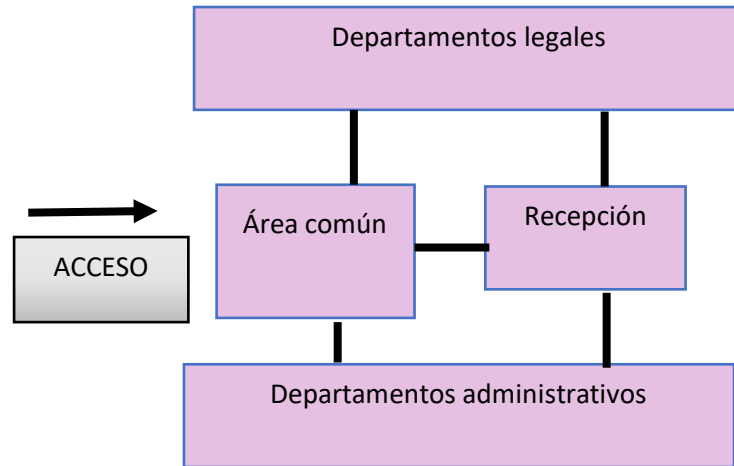 Departamentos legales
Área común
Recepción
ACCESO
Departamentos administrativos